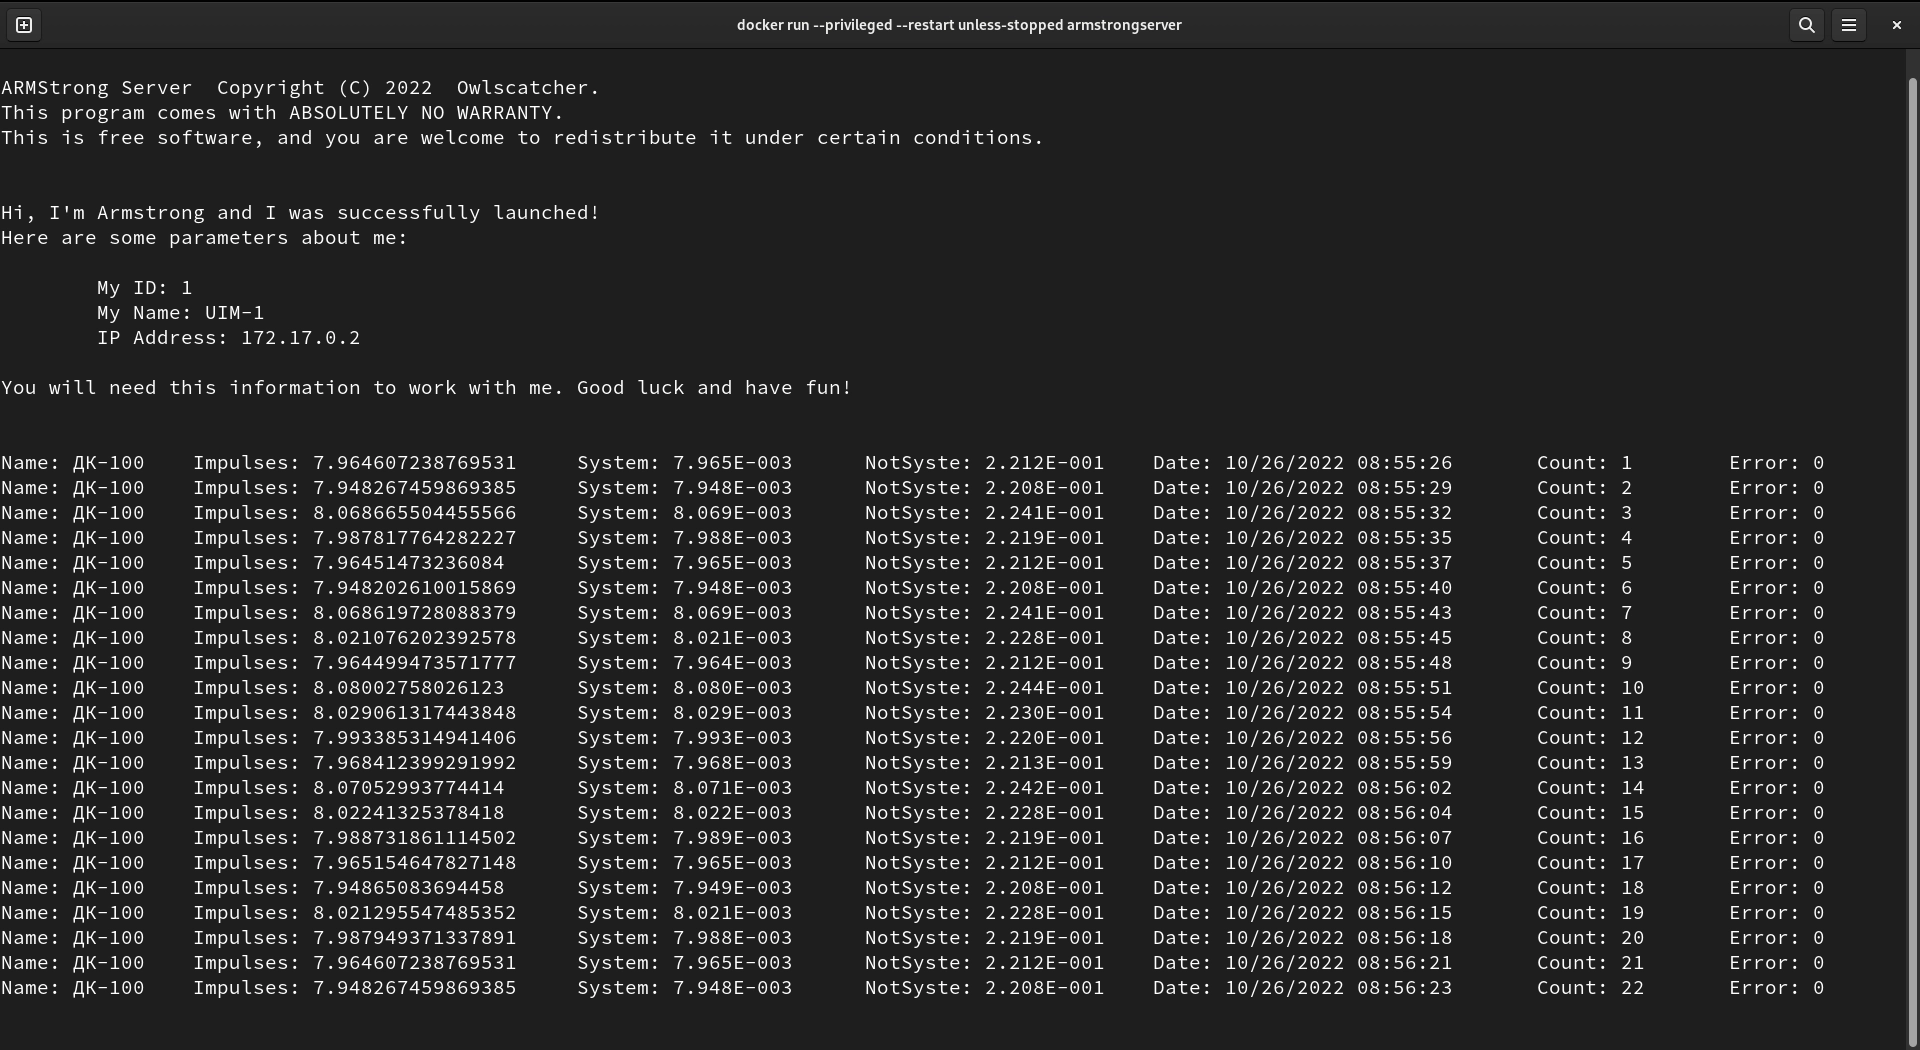 docker run --privileged --restart unless-stopped armstrongserver
ARMStrong Server  Copyright (C) 2022  Owlscatcher.
This program comes with ABSOLUTELY NO WARRANTY.
This is free software, and you are welcome to redistribute it under certain conditions.
Hi, I'm Armstrong and I was successfully launched!
Here are some parameters about me:
My ID: 1
My Name: UIM-1
IP Address: 172.17.0.2
You will need this information to work with me. Good luck and have fun!
Name: ДК-100    Impulses: 7.964607238769531     System: 7.965E-003      NotSyste: 2.212E-001    Date: 10/26/2022 08:55:26       Count: 1        Error: 0
Name: ДК-100    Impulses: 7.948267459869385     System: 7.948E-003      NotSyste: 2.208E-001    Date: 10/26/2022 08:55:29       Count: 2        Error: 0
Name: ДК-100    Impulses: 8.068665504455566     System: 8.069E-003      NotSyste: 2.241E-001    Date: 10/26/2022 08:55:32       Count: 3        Error: 0
Name: ДК-100    Impulses: 7.987817764282227     System: 7.988E-003      NotSyste: 2.219E-001    Date: 10/26/2022 08:55:35       Count: 4        Error: 0
Name: ДК-100    Impulses: 7.96451473236084      System: 7.965E-003      NotSyste: 2.212E-001    Date: 10/26/2022 08:55:37       Count: 5        Error: 0
Name: ДК-100    Impulses: 7.948202610015869     System: 7.948E-003      NotSyste: 2.208E-001    Date: 10/26/2022 08:55:40       Count: 6        Error: 0
Name: ДК-100    Impulses: 8.068619728088379     System: 8.069E-003      NotSyste: 2.241E-001    Date: 10/26/2022 08:55:43       Count: 7        Error: 0
Name: ДК-100    Impulses: 8.021076202392578     System: 8.021E-003      NotSyste: 2.228E-001    Date: 10/26/2022 08:55:45       Count: 8        Error: 0
Name: ДК-100    Impulses: 7.964499473571777     System: 7.964E-003      NotSyste: 2.212E-001    Date: 10/26/2022 08:55:48       Count: 9        Error: 0
Name: ДК-100    Impulses: 8.08002758026123      System: 8.080E-003      NotSyste: 2.244E-001    Date: 10/26/2022 08:55:51       Count: 10       Error: 0
Name: ДК-100    Impulses: 8.029061317443848     System: 8.029E-003      NotSyste: 2.230E-001    Date: 10/26/2022 08:55:54       Count: 11       Error: 0
Name: ДК-100    Impulses: 7.993385314941406     System: 7.993E-003      NotSyste: 2.220E-001    Date: 10/26/2022 08:55:56       Count: 12       Error: 0
Name: ДК-100    Impulses: 7.968412399291992     System: 7.968E-003      NotSyste: 2.213E-001    Date: 10/26/2022 08:55:59       Count: 13       Error: 0
Name: ДК-100    Impulses: 8.07052993774414      System: 8.071E-003      NotSyste: 2.242E-001    Date: 10/26/2022 08:56:02       Count: 14       Error: 0
Name: ДК-100    Impulses: 8.02241325378418      System: 8.022E-003      NotSyste: 2.228E-001    Date: 10/26/2022 08:56:04       Count: 15       Error: 0
Name: ДК-100    Impulses: 7.988731861114502     System: 7.989E-003      NotSyste: 2.219E-001    Date: 10/26/2022 08:56:07       Count: 16       Error: 0
Name: ДК-100    Impulses: 7.965154647827148     System: 7.965E-003      NotSyste: 2.212E-001    Date: 10/26/2022 08:56:10       Count: 17       Error: 0
Name: ДК-100    Impulses: 7.94865083694458      System: 7.949E-003      NotSyste: 2.208E-001    Date: 10/26/2022 08:56:12       Count: 18       Error: 0
Name: ДК-100    Impulses: 8.021295547485352     System: 8.021E-003      NotSyste: 2.228E-001    Date: 10/26/2022 08:56:15       Count: 19       Error: 0
Name: ДК-100    Impulses: 7.987949371337891     System: 7.988E-003      NotSyste: 2.219E-001    Date: 10/26/2022 08:56:18       Count: 20       Error: 0
Name: ДК-100    Impulses: 7.964607238769531     System: 7.965E-003      NotSyste: 2.212E-001    Date: 10/26/2022 08:56:21       Count: 21       Error: 0
Name: ДК-100    Impulses: 7.948267459869385     System: 7.948E-003      NotSyste: 2.208E-001    Date: 10/26/2022 08:56:23       Count: 22       Error: 0